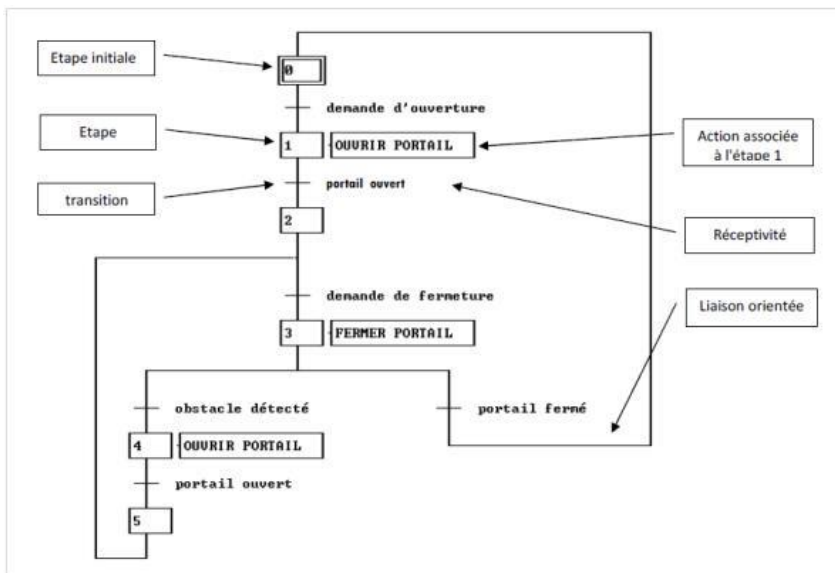 Etape initiale
0
demande d'ouverture
Etape
1 OUVRIR PORTAIL
Action associée
à l'étape 1
transition
portail ouvert
2
Réceptivité
demande de fermeture
Liaison orientée
3 FERMER PORTAIL
obstacle détecté
portail fermé
4 OUVRIR PORTAIL
portail ouvert
5